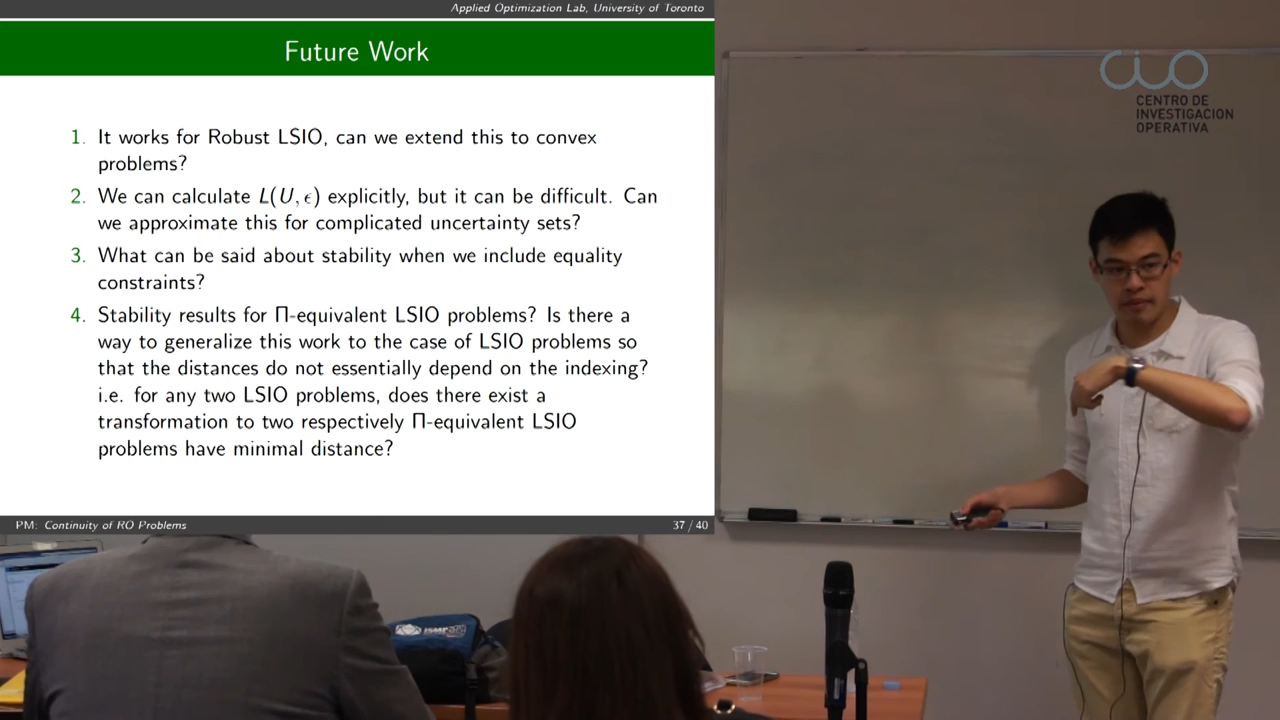 Applied Optimization Lab, University of Toronto
Future Work
1. It works for Robust LSIO, can we extend this to convex
problems?
2. We can calculate L(U, ϵ) explicitly, but it can be difficult. Can
we approximate this for complicated uncertainty sets?
3. What can be said about stability when we include equality
constraints?
4. Stability results for Π-equivalent LSIO problems? Is there a
way to generalize this work to the case of LSIO problems so
that the distances do not essentially depend on the indexing?
i.e. for any two LSIO problems, does there exist a
transformation to two respectively Π-equivalent LSIO
problems have minimal distance?
PM: Continuity of RO Problems
37 / 40
CIO
CENTRO DE
INVESTIGACION
OPERATIVA